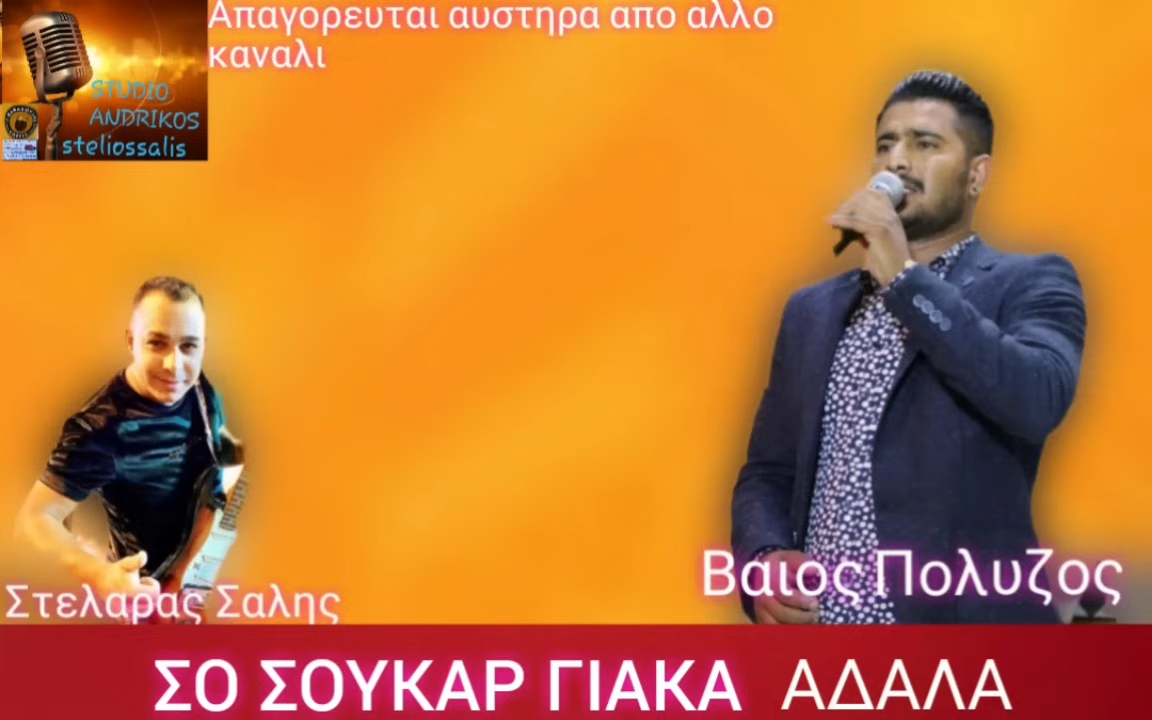 Απαγορευται αυστηρα απο αλλο
καναλι
STUDIO
ANDRIKOS
steliossalis
Βαιος Πολυζος
Στελαρας Σαλης
ΣΟ ΣΟΥΚΑΡ ΓΙΑΚΑ ΑΔΑΛΑ